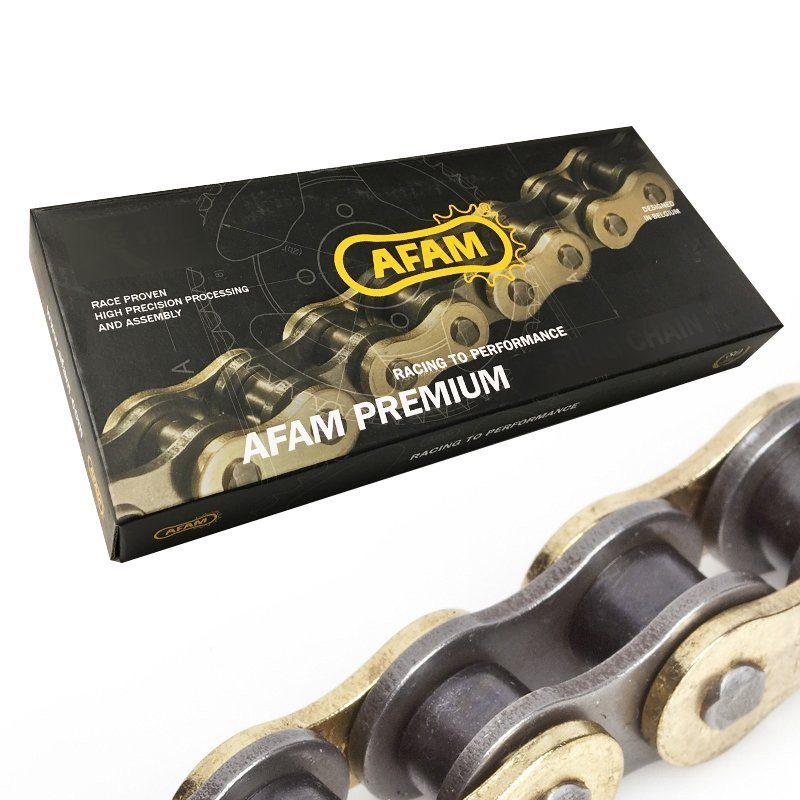 AFAM
DESIGNED
IN BELGIUM
RACE PROVEN
HIGH PRECISION PROCESSING
AND ASSEMBLY
RACING TO PERFORMANCE
AFAM PREMIUM
RACING TO PERFORMANCE
CHAIN
AFAM